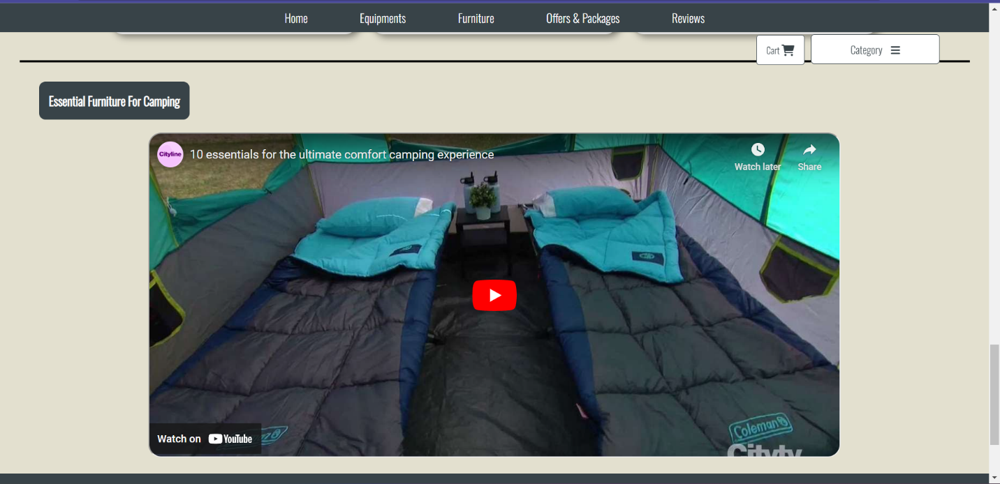 Home Equipments Furniture Offers & Packages Reviews
Cart Category
Essential Furniture For Camping
Cityline 10 essentials for the ultimate comfort camping experience
Watch later Share
Coleman
Watch on YouTube
Cityty